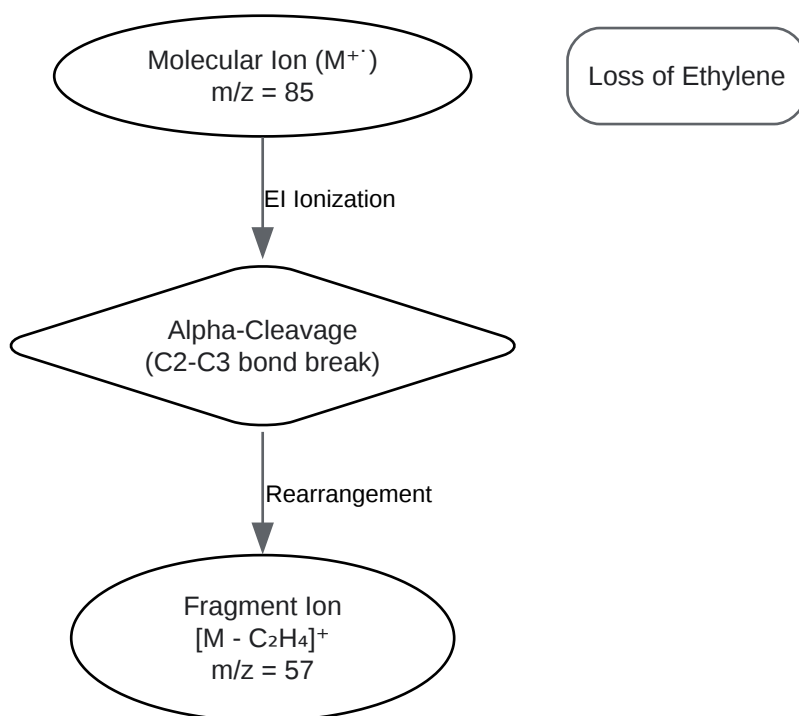 Molecular Ion (M⁺˙)
m/z = 85
Loss of Ethylene
EI Ionization
Alpha-Cleavage
(C2-C3 bond break)
Rearrangement
Fragment Ion
[M - C₂H₄]⁺
m/z = 57